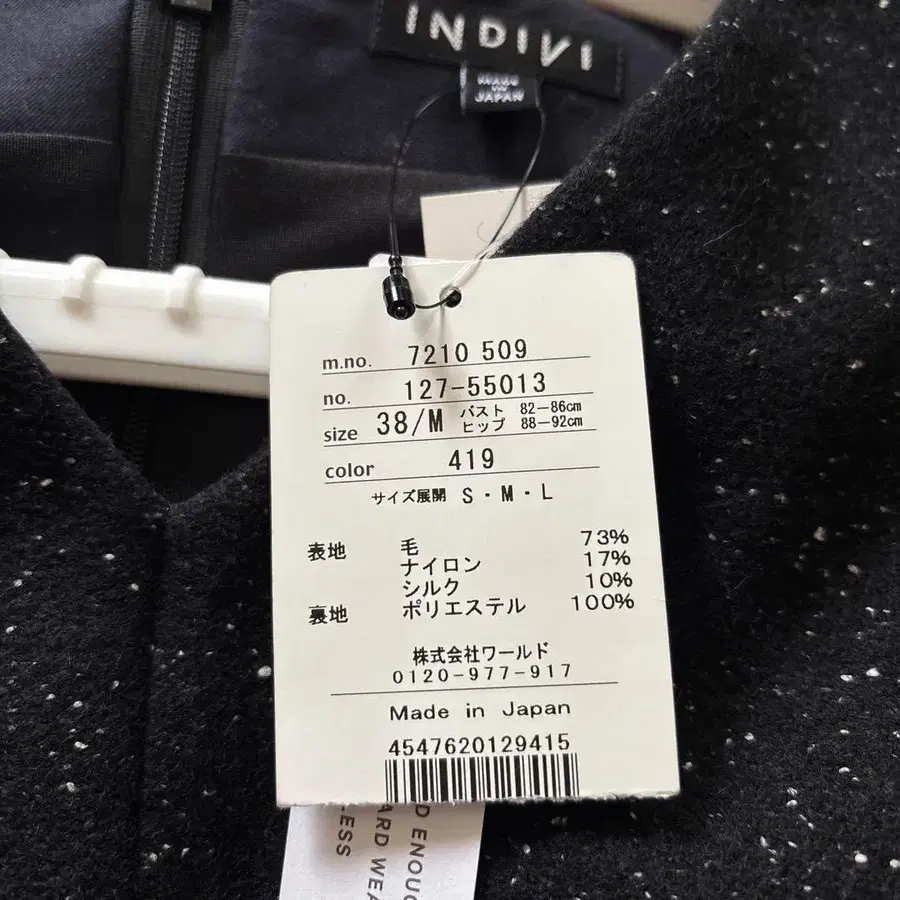 INDIVI
MADE
IN
JAPAN
m.no. 7210 509
no. 127-55013
size 38/M バスト 82-86cm
ヒップ 88-92cm
color 419
サイズ展開 S・M・L
表地 毛 73%
ナイロン 17%
シルク 10%
裏地 ポリエステル 100%
株式会社ワールド
0120-977-917
Made in Japan
4547620129415